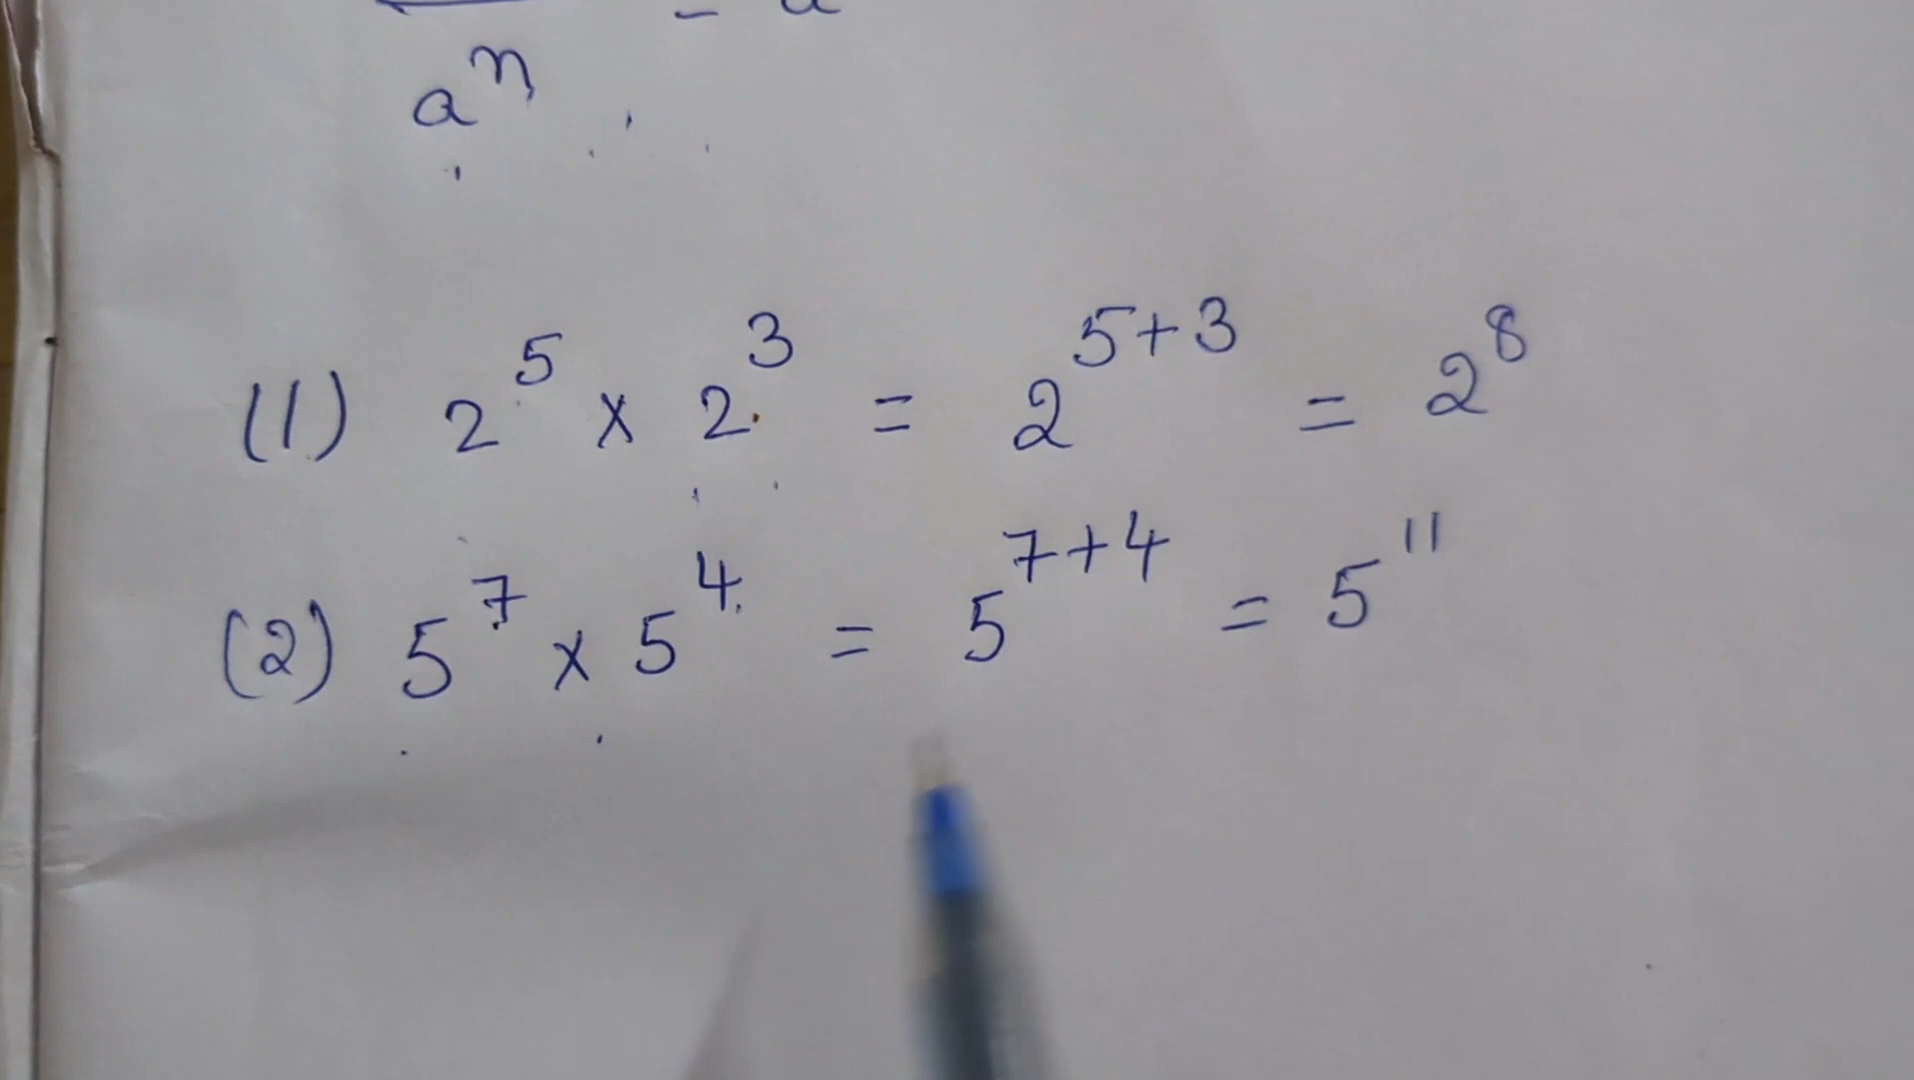 aⁿ
(1) 2⁵ x 2³ = 2⁵⁺³ = 2⁸
(2) 5⁷ x 5⁴ = 5⁷⁺⁴ = 5¹¹